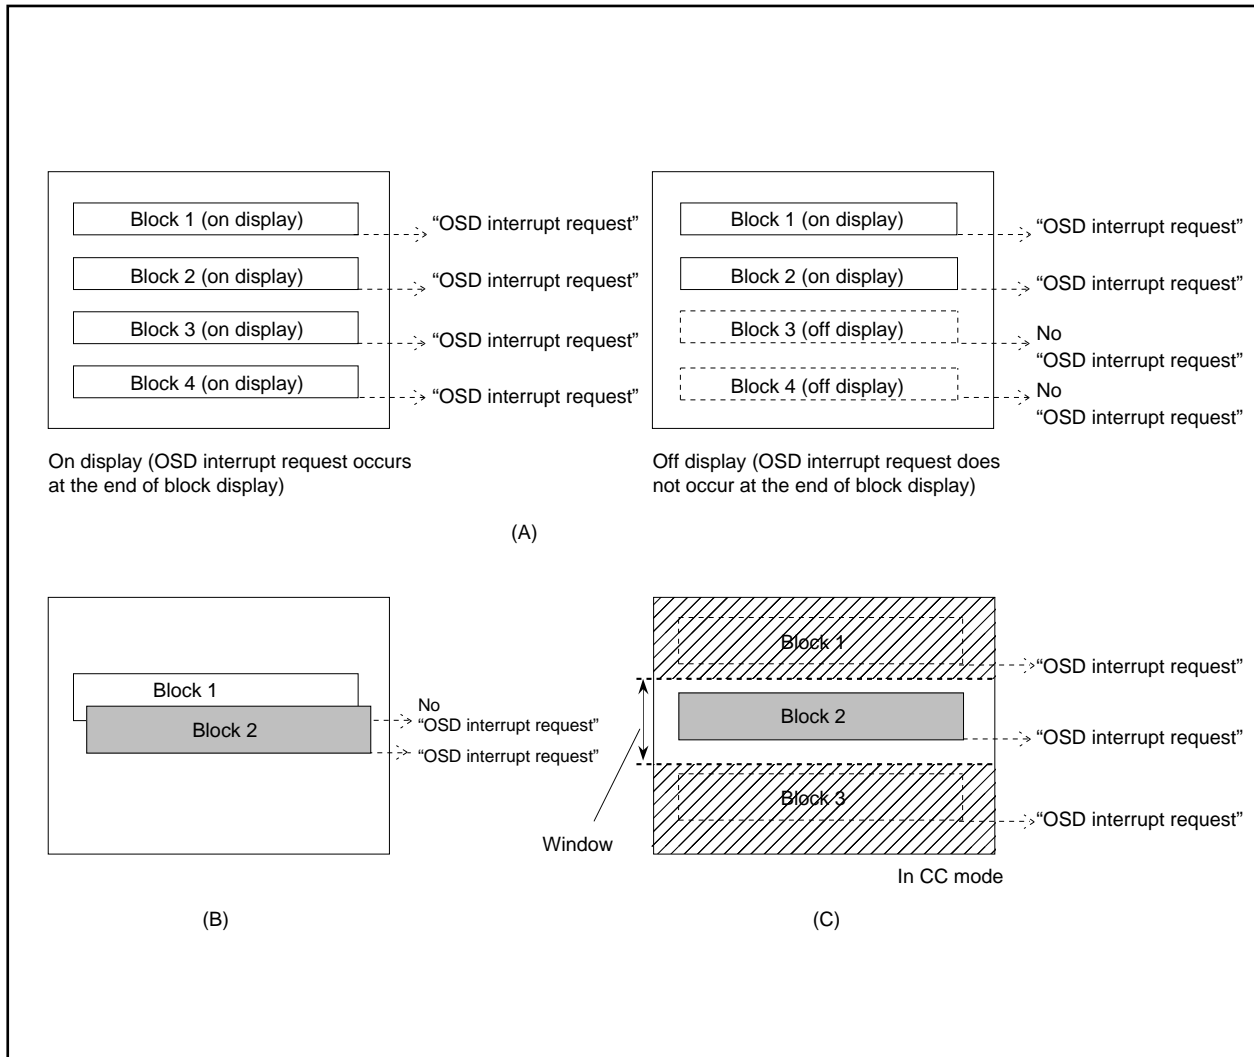 Block 1 (on display)
“OSD interrupt request”
Block 2 (on display)
“OSD interrupt request”
Block 3 (on display)
“OSD interrupt request”
Block 4 (on display)
“OSD interrupt request”
On display (OSD interrupt request occurs
at the end of block display)
Block 1 (on display)
“OSD interrupt request”
Block 2 (on display)
“OSD interrupt request”
Block 3 (off display)
No
“OSD interrupt request”
Block 4 (off display)
No
“OSD interrupt request”
Off display (OSD interrupt request does
not occur at the end of block display)
(A)
Block 1
No
“OSD interrupt request”
Block 2
“OSD interrupt request”
(B)
Block 1
“OSD interrupt request”
Block 2
“OSD interrupt request”
Block 3
“OSD interrupt request”
Window
In CC mode
(C)